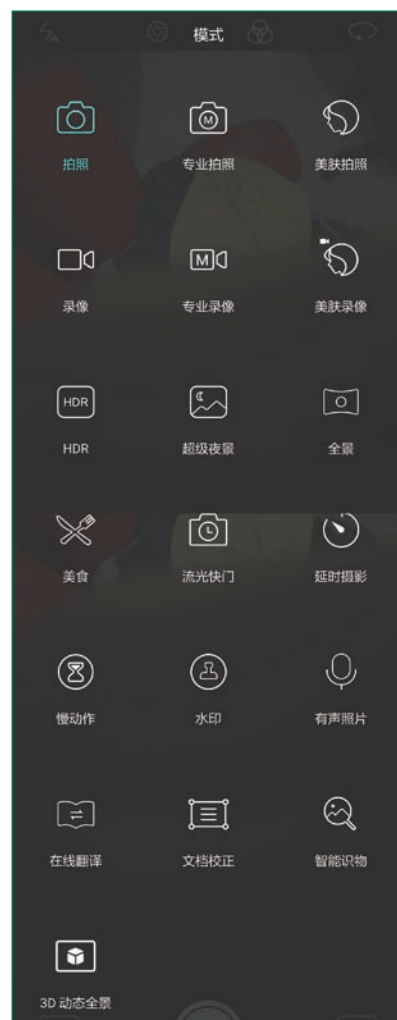 模式
拍照 专业拍照 美肤拍照
M
录像 专业录像 美肤录像
M
HDR
HDR 超级夜景 全景
美食 流光快门 延时摄影
慢动作 水印 有声照片
在线翻译 文档校正 智能识物
3D 动态全景